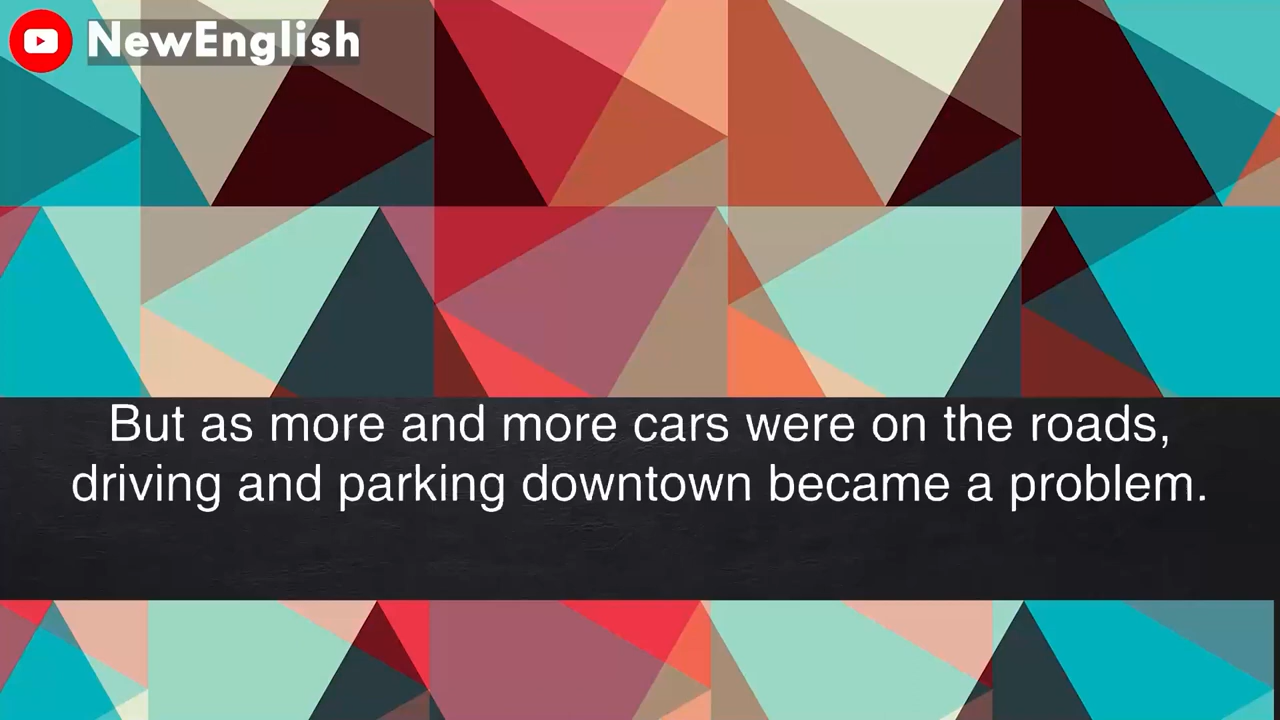 NewEnglish
But as more and more cars were on the roads,
driving and parking downtown became a problem.